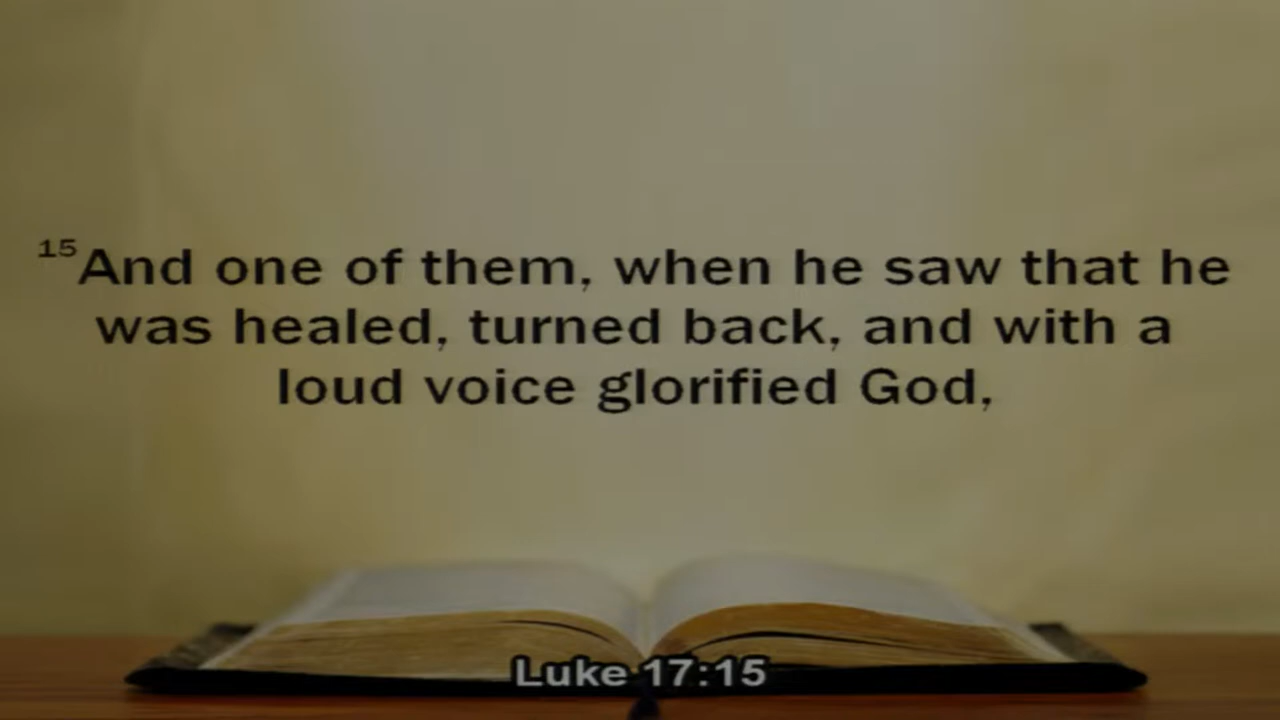 15And one of them, when he saw that he
was healed, turned back, and with a
loud voice glorified God,
Luke 17:15